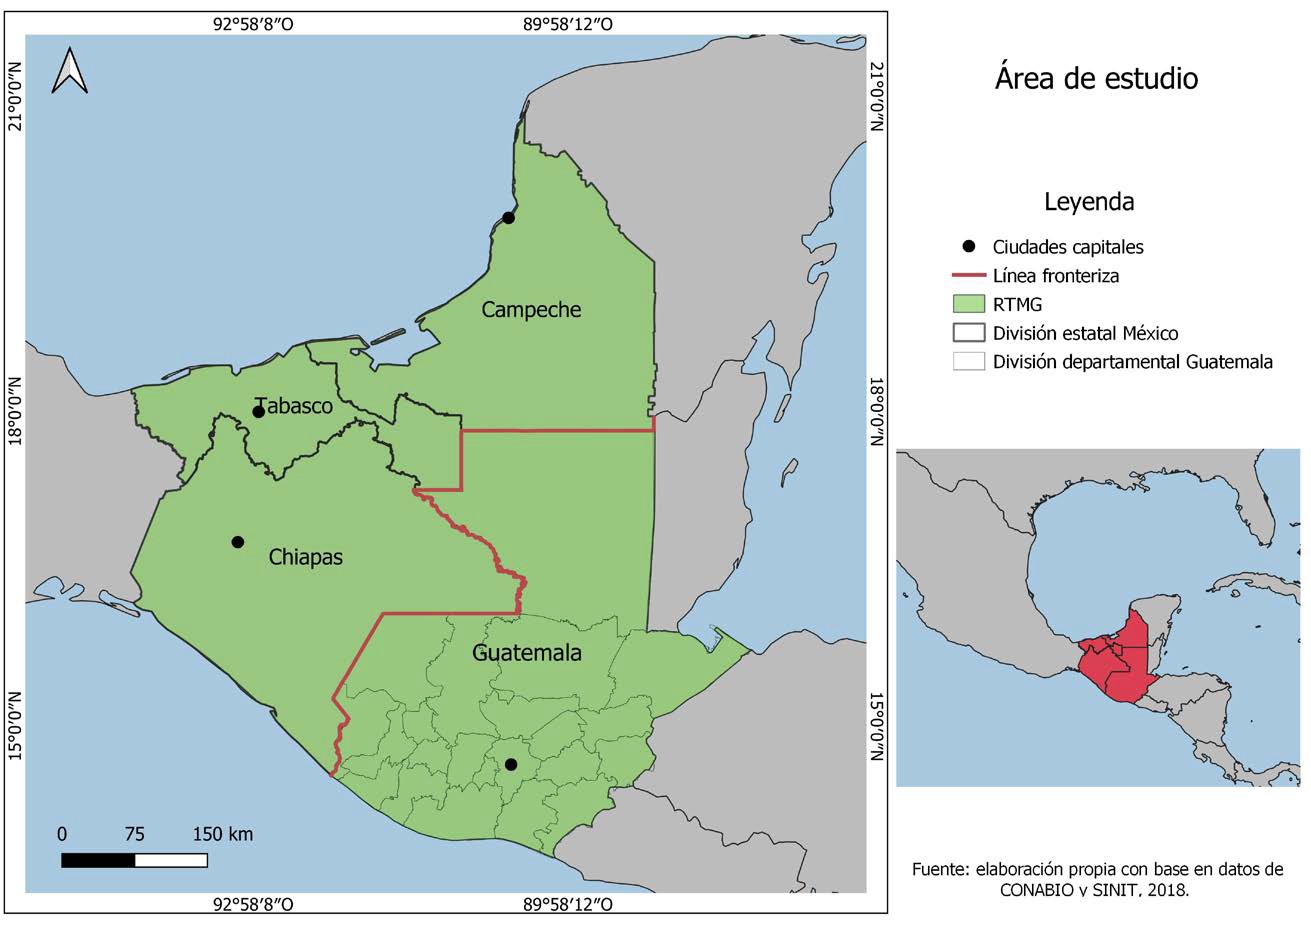 92°58'8"O
89°58'12"O
21°0'0"N
21°0'0"N
Campeche
Tabasco
18°0'0"N
18°0'0"N
Chiapas
Guatemala
15°0'0"N
15°0'0"N
0 75 150 km
92°58'8"O
89°58'12"O
Área de estudio
Leyenda
Ciudades capitales
Línea fronteriza
RTMG
División estatal México
División departamental Guatemala
Fuente: elaboración propia con base en datos de
CONABIO y SINIT, 2018.